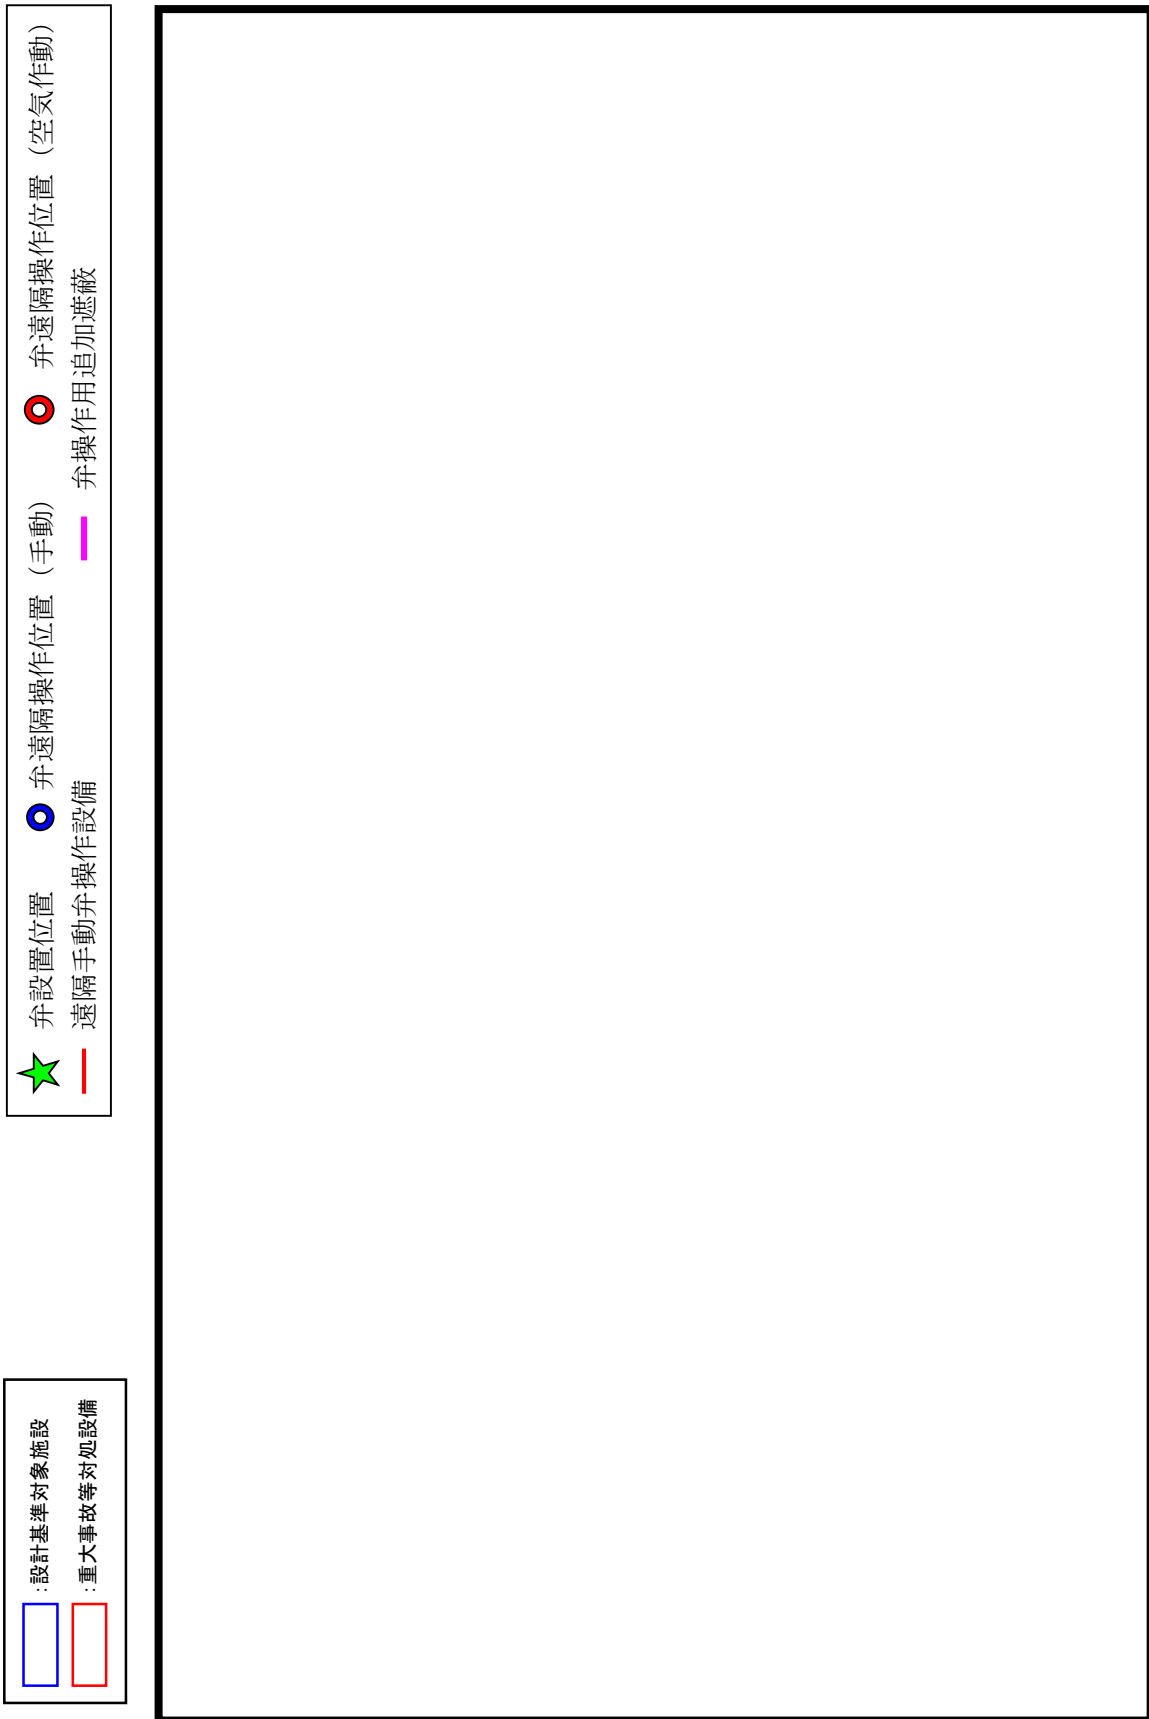 :設計基準対象施設
:重大事故等対処設備
弁設置位置 弁遠隔操作位置（手動） 弁遠隔操作位置（空気作動）
遠隔手動弁操作設備 弁操作用追加遮蔽